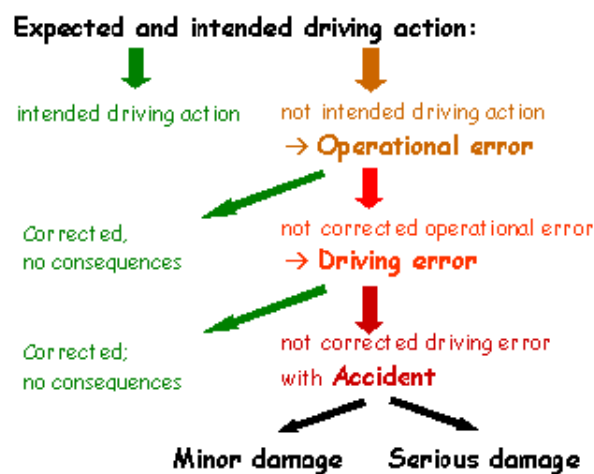 Expected and intended driving action:
intended driving action
not intended driving action
→ Operational error
Corrected,
no consequences
not corrected operational error
→ Driving error
Corrected;
no consequences
not corrected driving error
with Accident
Minor damage
Serious damage